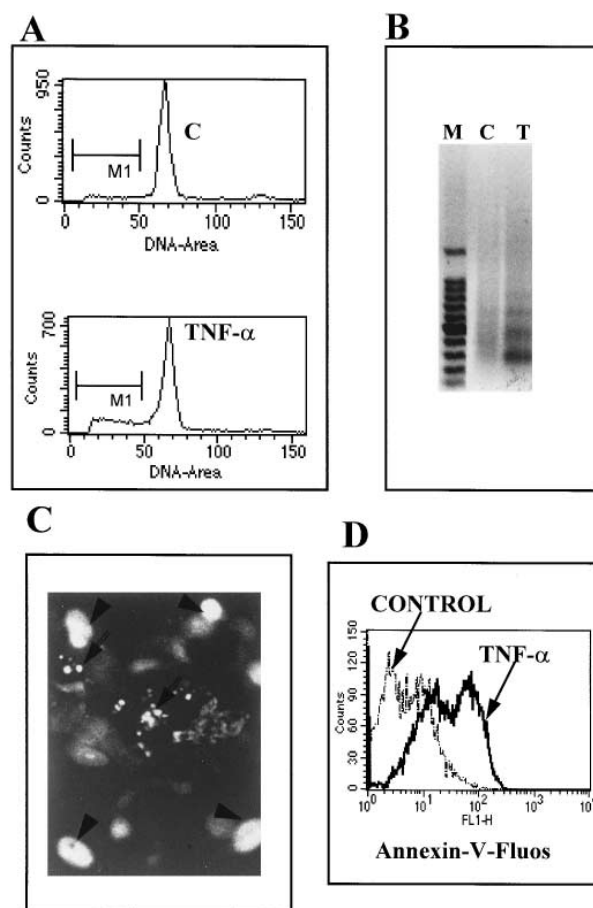 A
950
Counts
0
C
M1
0 50 100 150
DNA-Area
700
Counts
0
TNF-α
M1
0 50 100 150
DNA-Area
B
M C T
C
D
CONTROL
TNF-α
Counts
0 30 60 90 120 150
10⁰ 10¹ 10² 10³ 10⁴
FL1-H
Annexin-V-Fluos